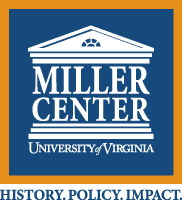 MILLER
CENTER
UNIVERSITY of VIRGINIA
HISTORY. POLICY. IMPACT.